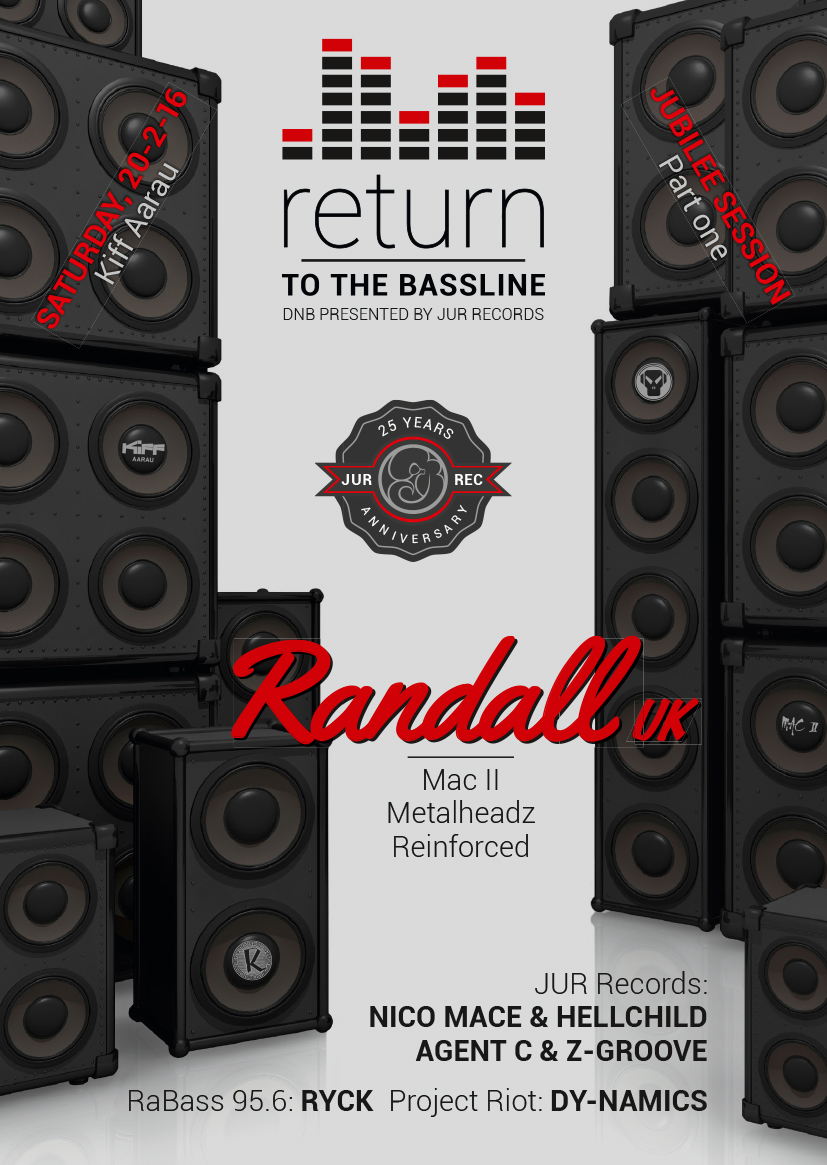 SATURDAY, 20-2-16
Kiff Aarau
JUBILEE SESSION
Part one
return
TO THE BASSLINE
DNB PRESENTED BY JUR RECORDS
25 YEARS
JUR REC
ANNIVERSARY
KIFF
AARAU
Randall UK
MAC II
Mac II
Metalheadz
Reinforced
K
JUR Records:
NICO MACE & HELLCHILD
AGENT C & Z-GROOVE
RaBass 95.6: RYCK Project Riot: DY-NAMICS